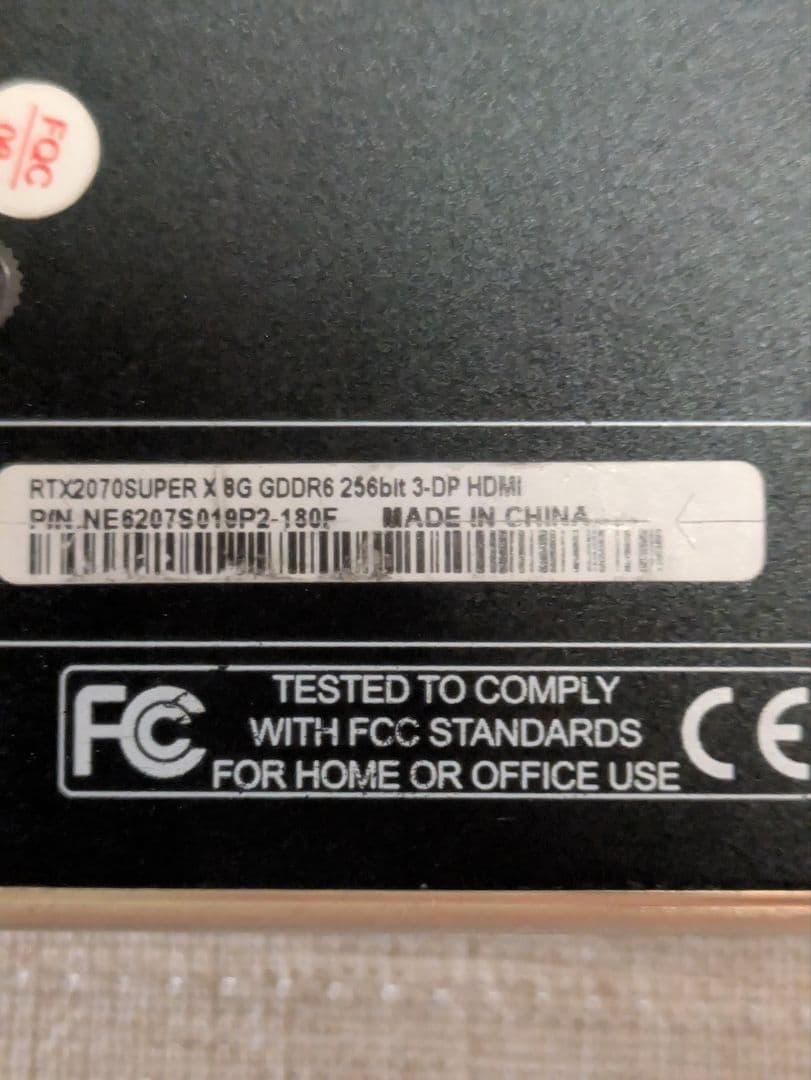 FQC
RTX2070SUPER X 8G GDDR6 256bit 3-DP HDMI
P/N NE6207S019P2-180F MADE IN CHINA
FC
TESTED TO COMPLY
WITH FCC STANDARDS
FOR HOME OR OFFICE USE
CE